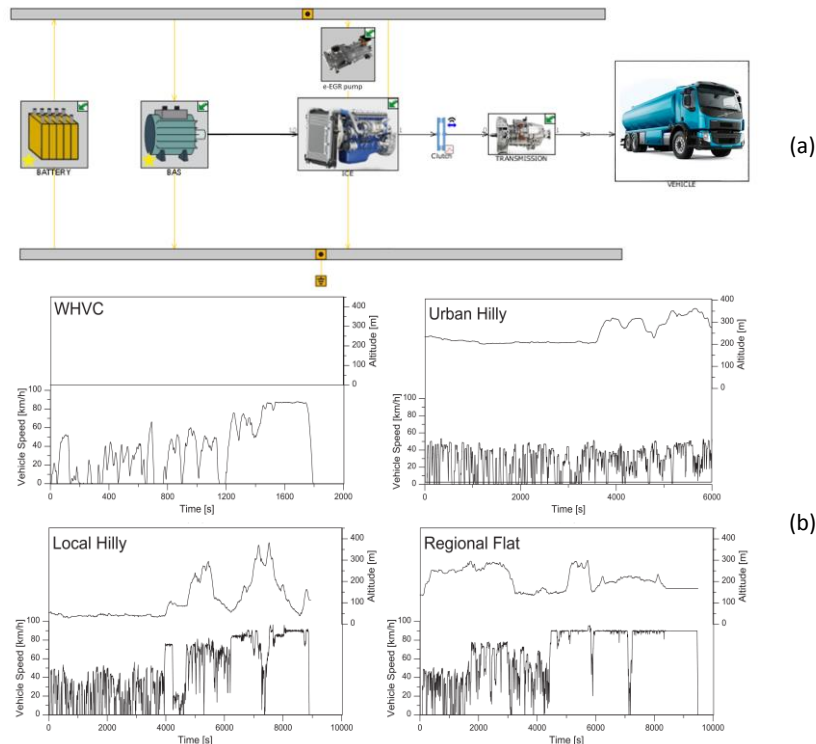 e-EGR pump
BATTERY
BAS
ICE
Clutch
TRANSMISSION
VEHICLE
(a)
WHVC
400
300
200
100
0
Altitude [m]
100
80
60
40
20
0
Vehicle Speed [km/h]
0 400 800 1200 1600 2000
Time [s]
Urban Hilly
400
300
200
100
0
Altitude [m]
100
80
60
40
20
0
Vehicle Speed [km/h]
0 2000 4000 6000
Time [s]
(b)
Local Hilly
400
300
200
100
0
Altitude [m]
100
80
60
40
20
0
Vehicle Speed [km/h]
0 2000 4000 6000 8000 10000
Time [s]
Regional Flat
400
300
200
100
0
Altitude [m]
100
80
60
40
20
0
Vehicle Speed [km/h]
0 2000 4000 6000 8000 10000
Time [s]